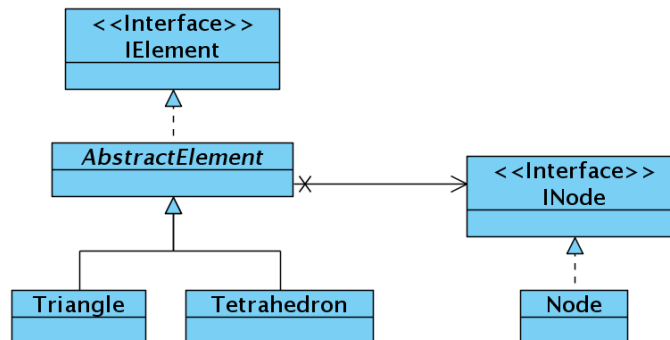 <<Interface>>
IElement
AbstractElement
<<Interface>>
INode
Triangle
Tetrahedron
Node